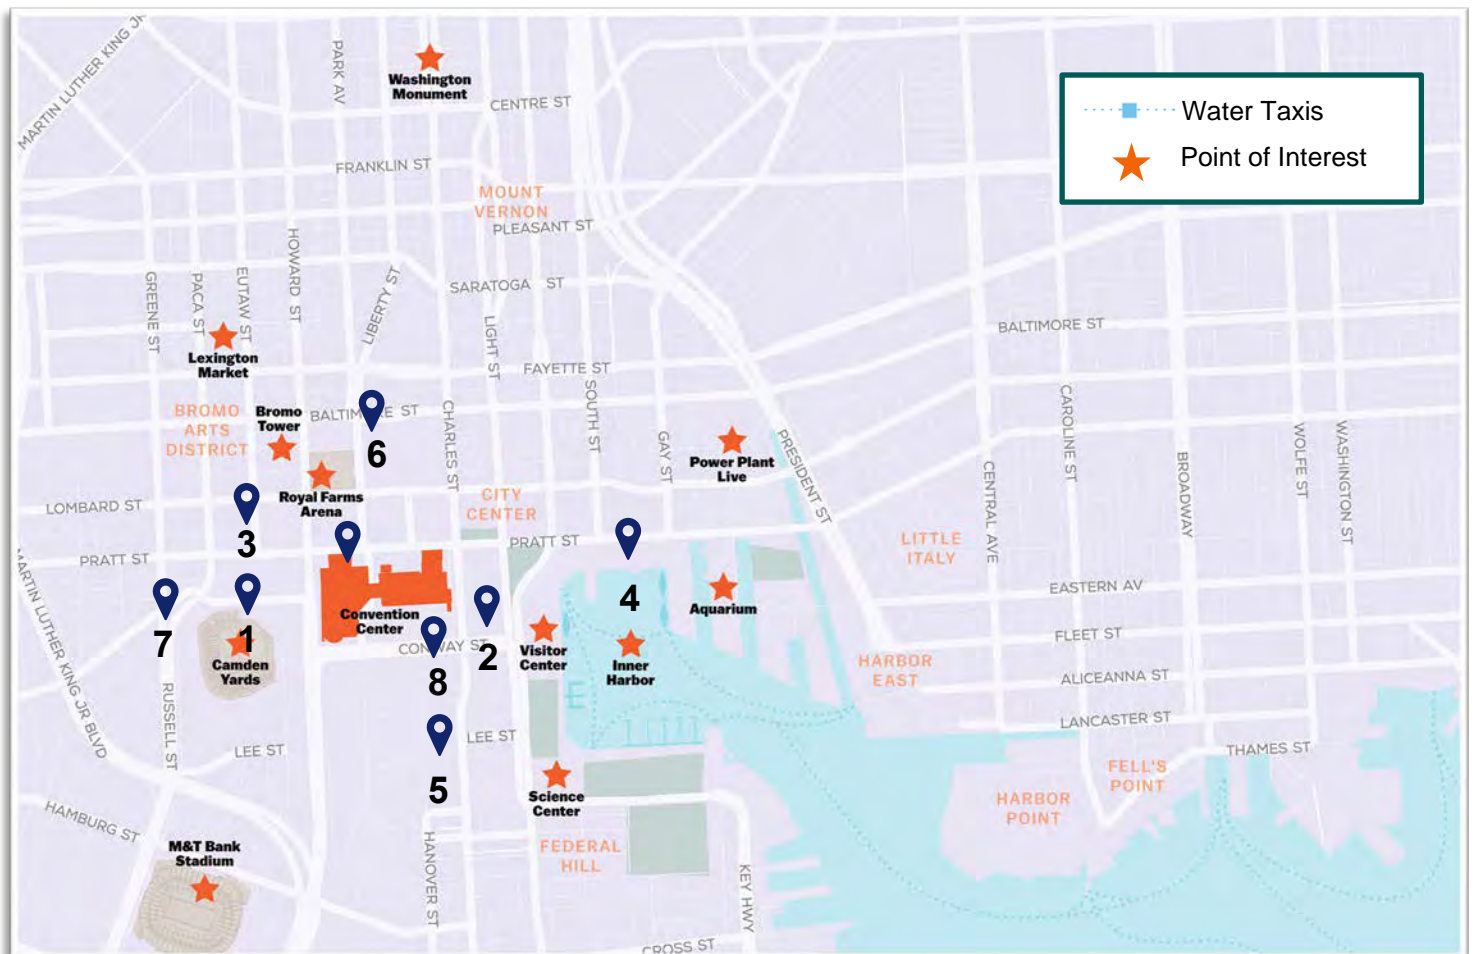 MARTIN LUTHER KING JR
PARK AV
Washington
Monument
CENTRE ST
Water Taxis
Point of Interest
FRANKLIN ST
MOUNT
VERNON
PLEASANT ST
HOWARD ST
SARATOGA ST
GREENE ST
PACA ST
EUTAW ST
LIBERTY ST
LIGHT ST
BALTIMORE ST
Lexington
Market
FAYETTE ST
SOUTH ST
CAROLINE ST
BROMO
ARTS
DISTRICT
Bromo
Tower
BALTIMORE ST
6
CHARLES ST
GAY ST
Power Plant
Live
PRESIDENT ST
CENTRAL AVE
BROADWAY
WOLFE ST
WASHINGTON ST
Royal Farms
Arena
LOMBARD ST
CITY
CENTER
3
PRATT ST
PRATT ST
LITTLE
ITALY
EASTERN AV
MARTIN LUTHER KING JR BLVD
7
1
Camden
Yards
Convention
Center
CONWAY ST
8
2
Visitor
Center
4
Inner
Harbor
Aquarium
FLEET ST
HARBOR
EAST
ALICEANNA ST
LANCASTER ST
RUSSELL ST
LEE ST
LEE ST
5
THAMES ST
FELL'S
POINT
HARBOR
POINT
Science
Center
HAMBURG ST
M&T Bank
Stadium
HANOVER ST
FEDERAL
HILL
KEY HWY
CROSS ST